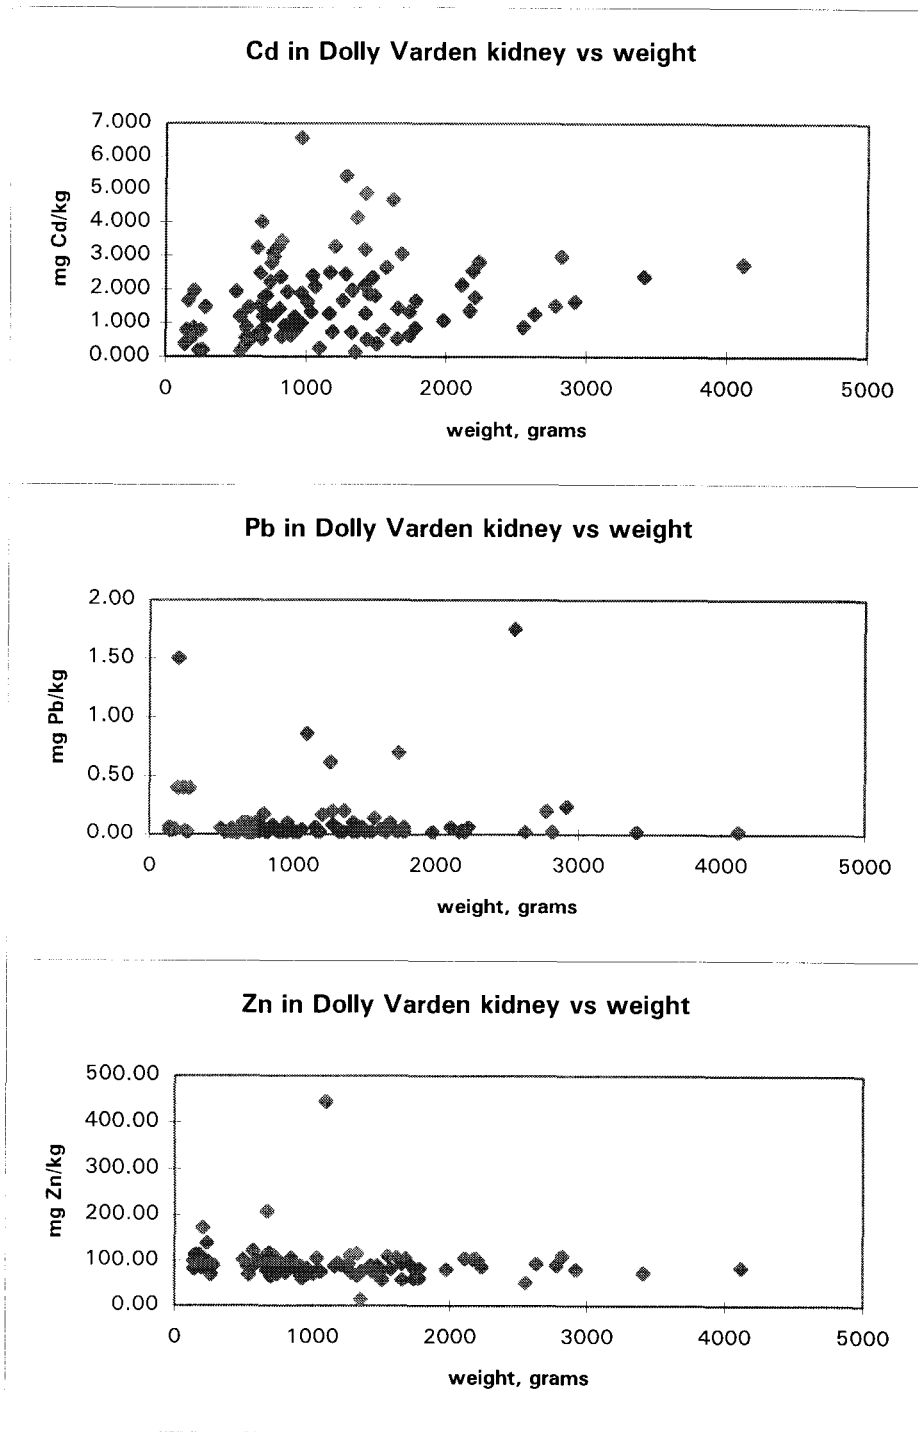 Cd in Dolly Varden kidney vs weight
7.000
6.000
5.000
4.000
3.000
2.000
1.000
0.000
mg Cd/kg
0 1000 2000 3000 4000 5000
weight, grams
Pb in Dolly Varden kidney vs weight
2.00
1.50
1.00
0.50
0.00
mg Pb/kg
0 1000 2000 3000 4000 5000
weight, grams
Zn in Dolly Varden kidney vs weight
500.00
400.00
300.00
200.00
100.00
0.00
mg Zn/kg
0 1000 2000 3000 4000 5000
weight, grams